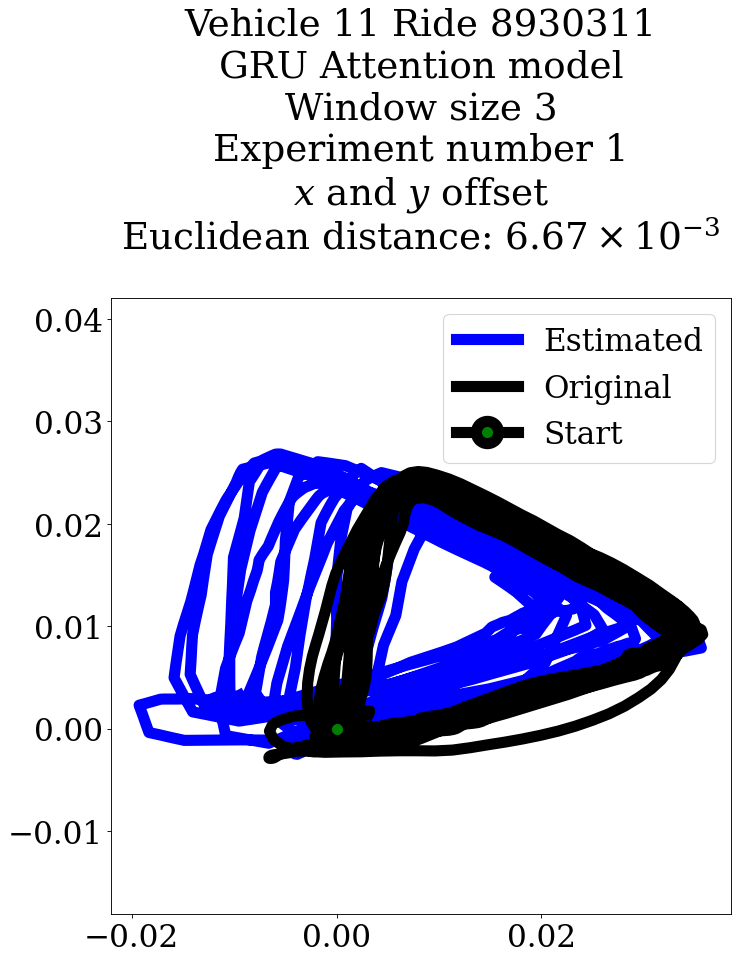 Vehicle 11 Ride 8930311
GRU Attention model
Window size 3
Experiment number 1
x and y offset
Euclidean distance: 6.67 × 10⁻³
Estimated
Original
Start
0.04
0.03
0.02
0.01
0.00
−0.01
−0.02
0.00
0.02